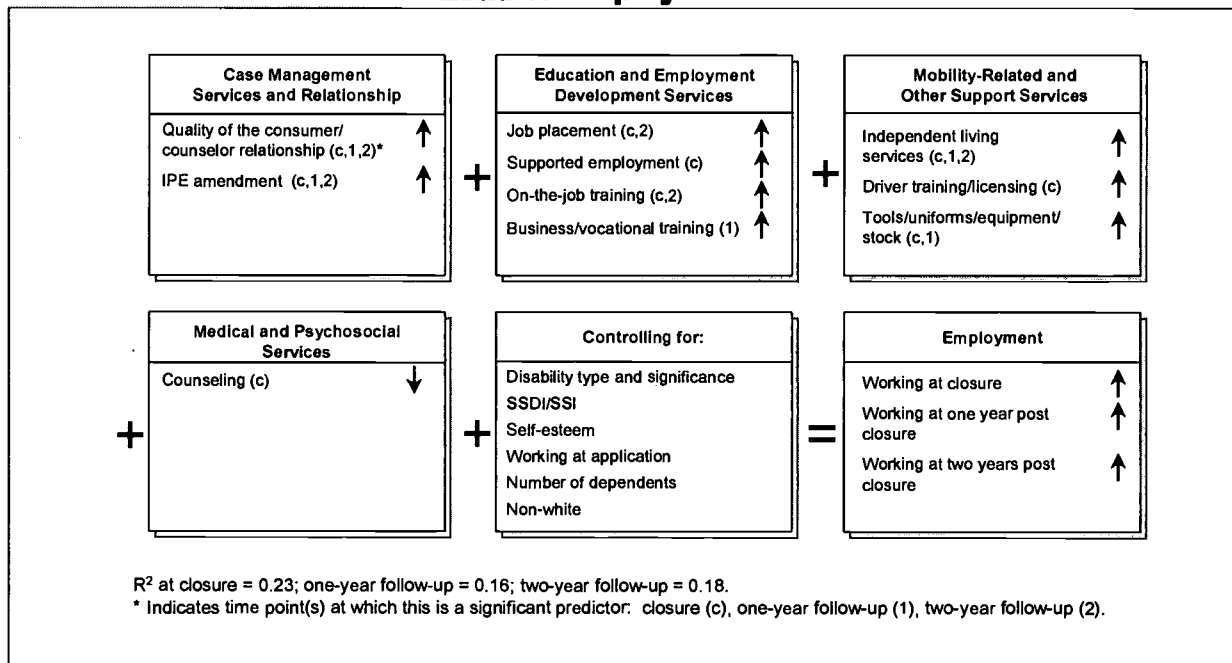 Case Management
Services and Relationship
Quality of the consumer/
counselor relationship (c,1,2)*
IPE amendment (c,1,2)
+
Education and Employment
Development Services
Job placement (c,2)
Supported employment (c)
On-the-job training (c,2)
Business/vocational training (1)
+
Mobility-Related and
Other Support Services
Independent living
services (c,1,2)
Driver training/licensing (c)
Tools/uniforms/equipment/
stock (c,1)
+
Medical and Psychosocial
Services
Counseling (c)
+
Controlling for:
Disability type and significance
SSDI/SSI
Self-esteem
Working at application
Number of dependents
Non-white
=
Employment
Working at closure
Working at one year post
closure
Working at two years post
closure
R² at closure = 0.23; one-year follow-up = 0.16; two-year follow-up = 0.18.
* Indicates time point(s) at which this is a significant predictor: closure (c), one-year follow-up (1), two-year follow-up (2).